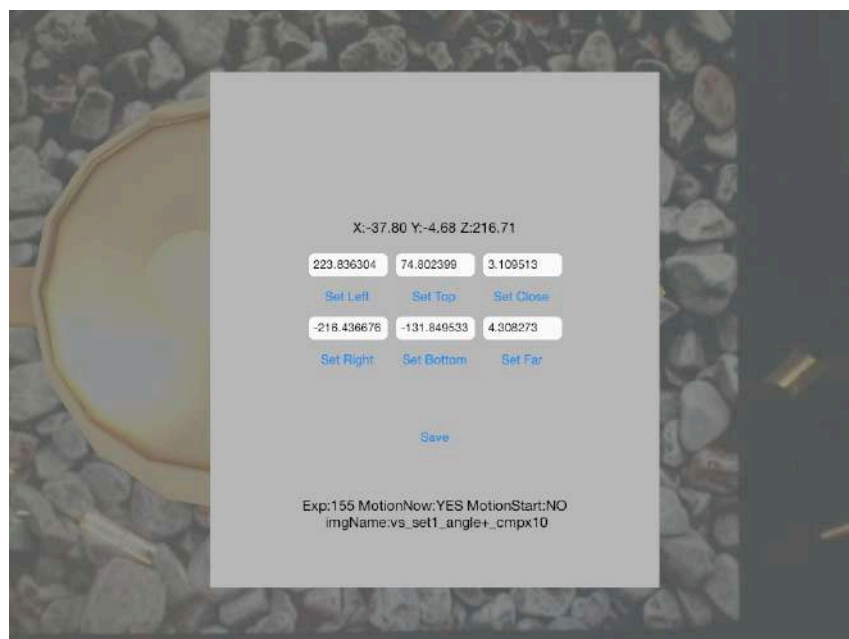 X:-37.80 Y:-4.68 Z:216.71
223.836304 74.802399 3.109513
Set Left Set Top Set Close
-216.436676 -131.849533 4.308273
Set Right Set Bottom Set Far
Save
Exp:155 MotionNow:YES MotionStart:NO
imgName:vs_set1_angle+_cmpx10